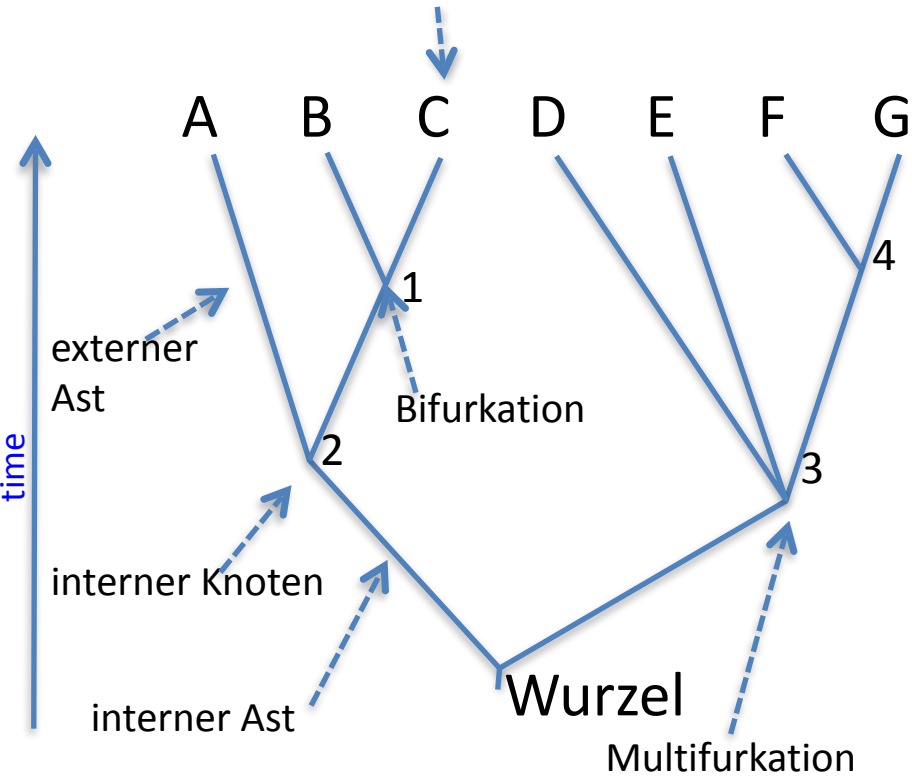 A B C D E F G
4
1
externer
Ast
Bifurkation
2
3
time
interner Knoten
Wurzel
interner Ast
Multifurkation